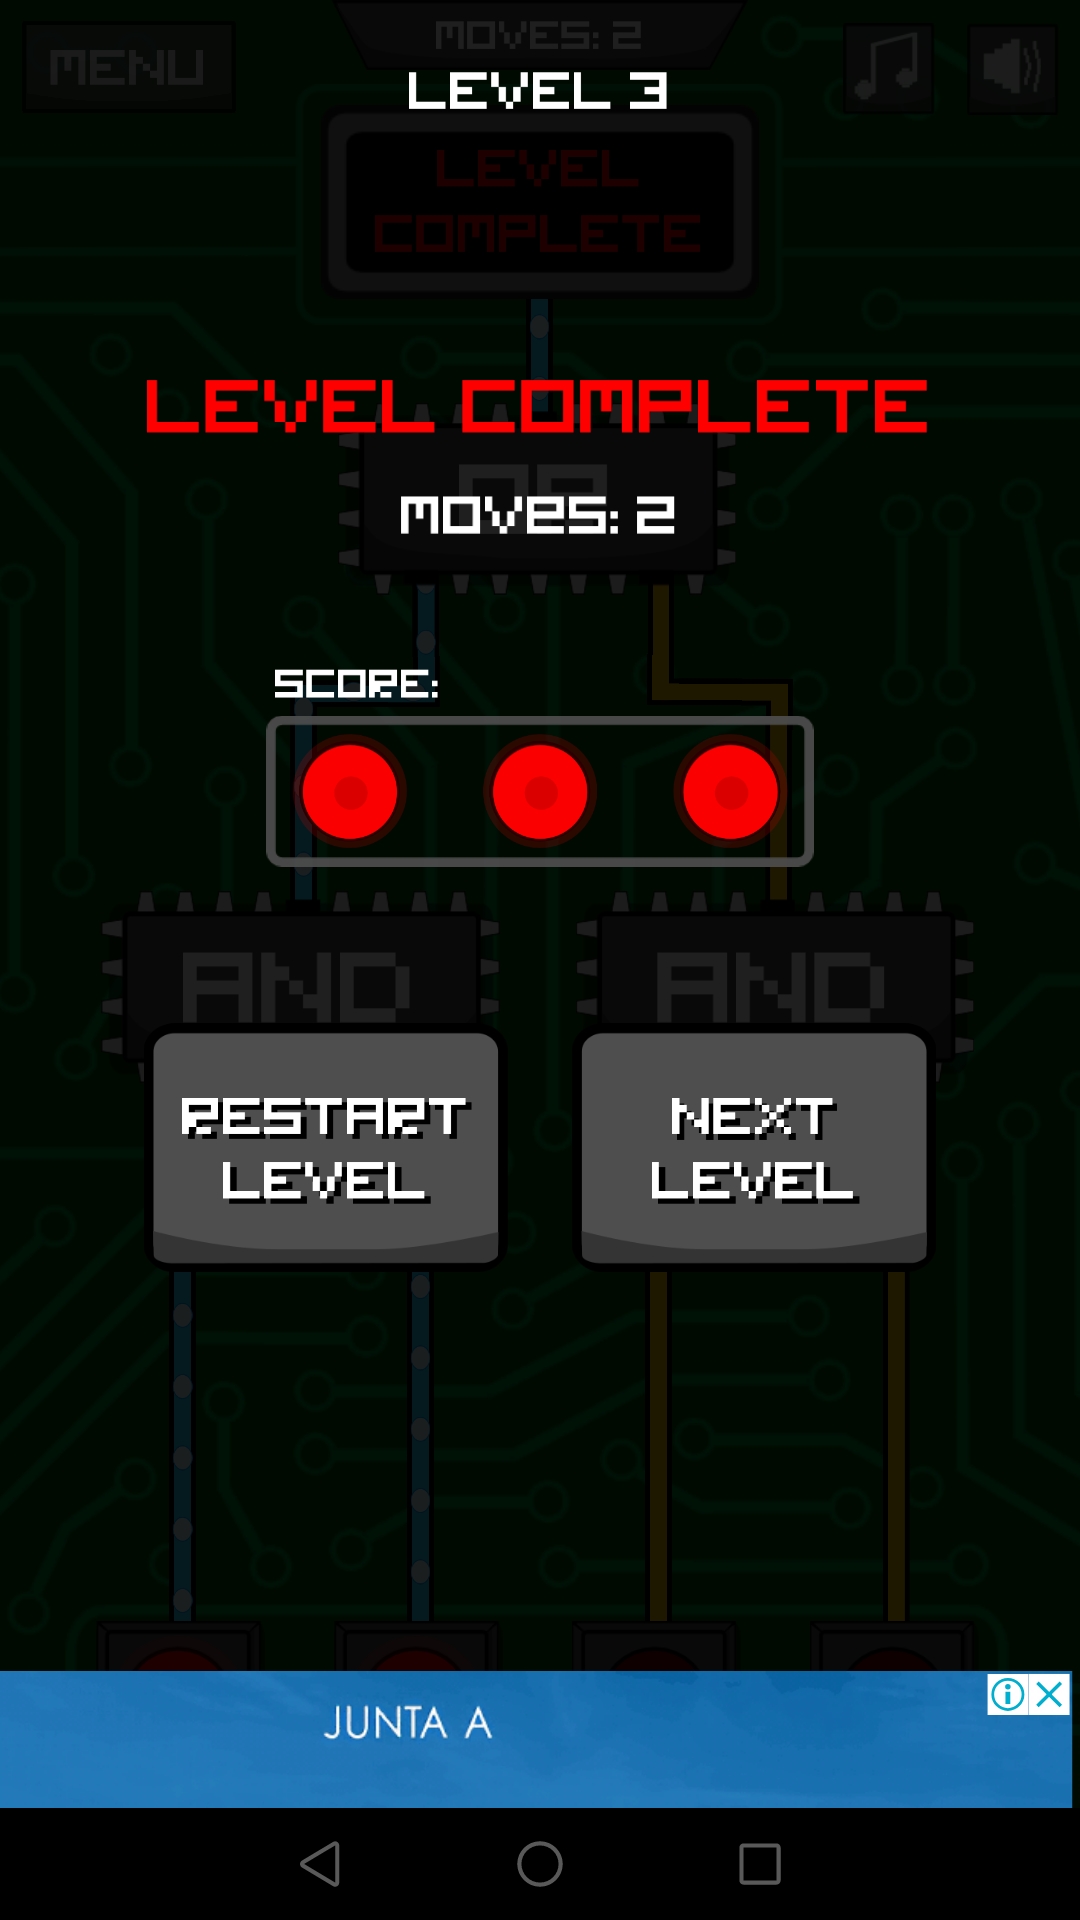 MENU
MOVES: 2
LEVEL 3
LEVEL
COMPLETE
LEVEL COMPLETE
OR
MOVES: 2
SCORE:
AND AND
RESTART
LEVEL
NEXT
LEVEL
JUNTA A